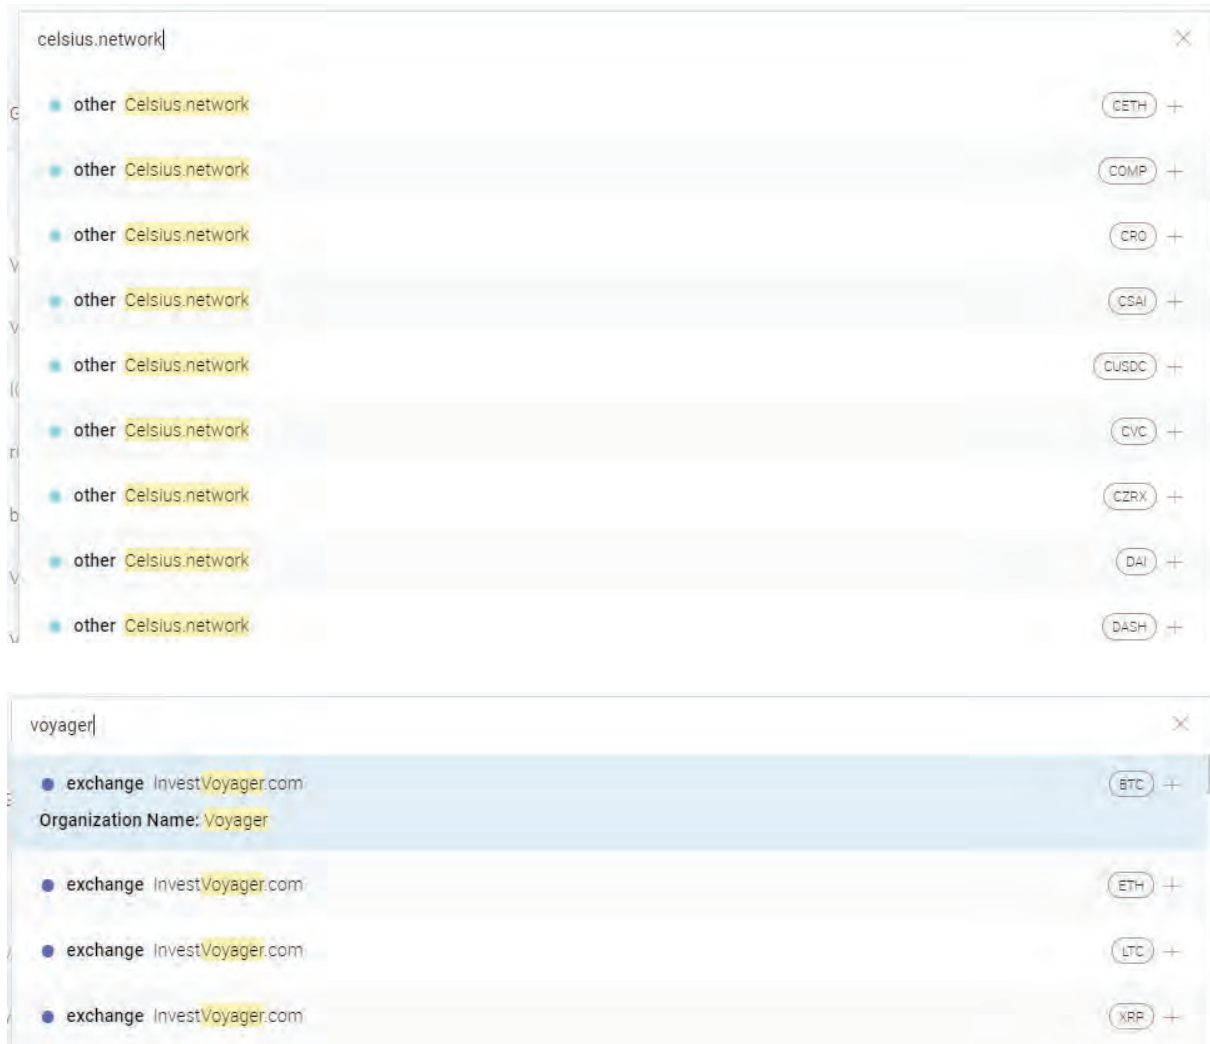 celsius.network
other Celsius.network CETH +
other Celsius.network COMP +
other Celsius.network CRO +
other Celsius.network CSAI +
other Celsius.network CUSDC +
other Celsius.network CVC +
other Celsius.network CZRX +
other Celsius.network DAI +
other Celsius.network DASH +
voyager
exchange InvestVoyager.com BTC +
Organization Name: Voyager
exchange InvestVoyager.com ETH +
exchange InvestVoyager.com LTC +
exchange InvestVoyager.com XRP +